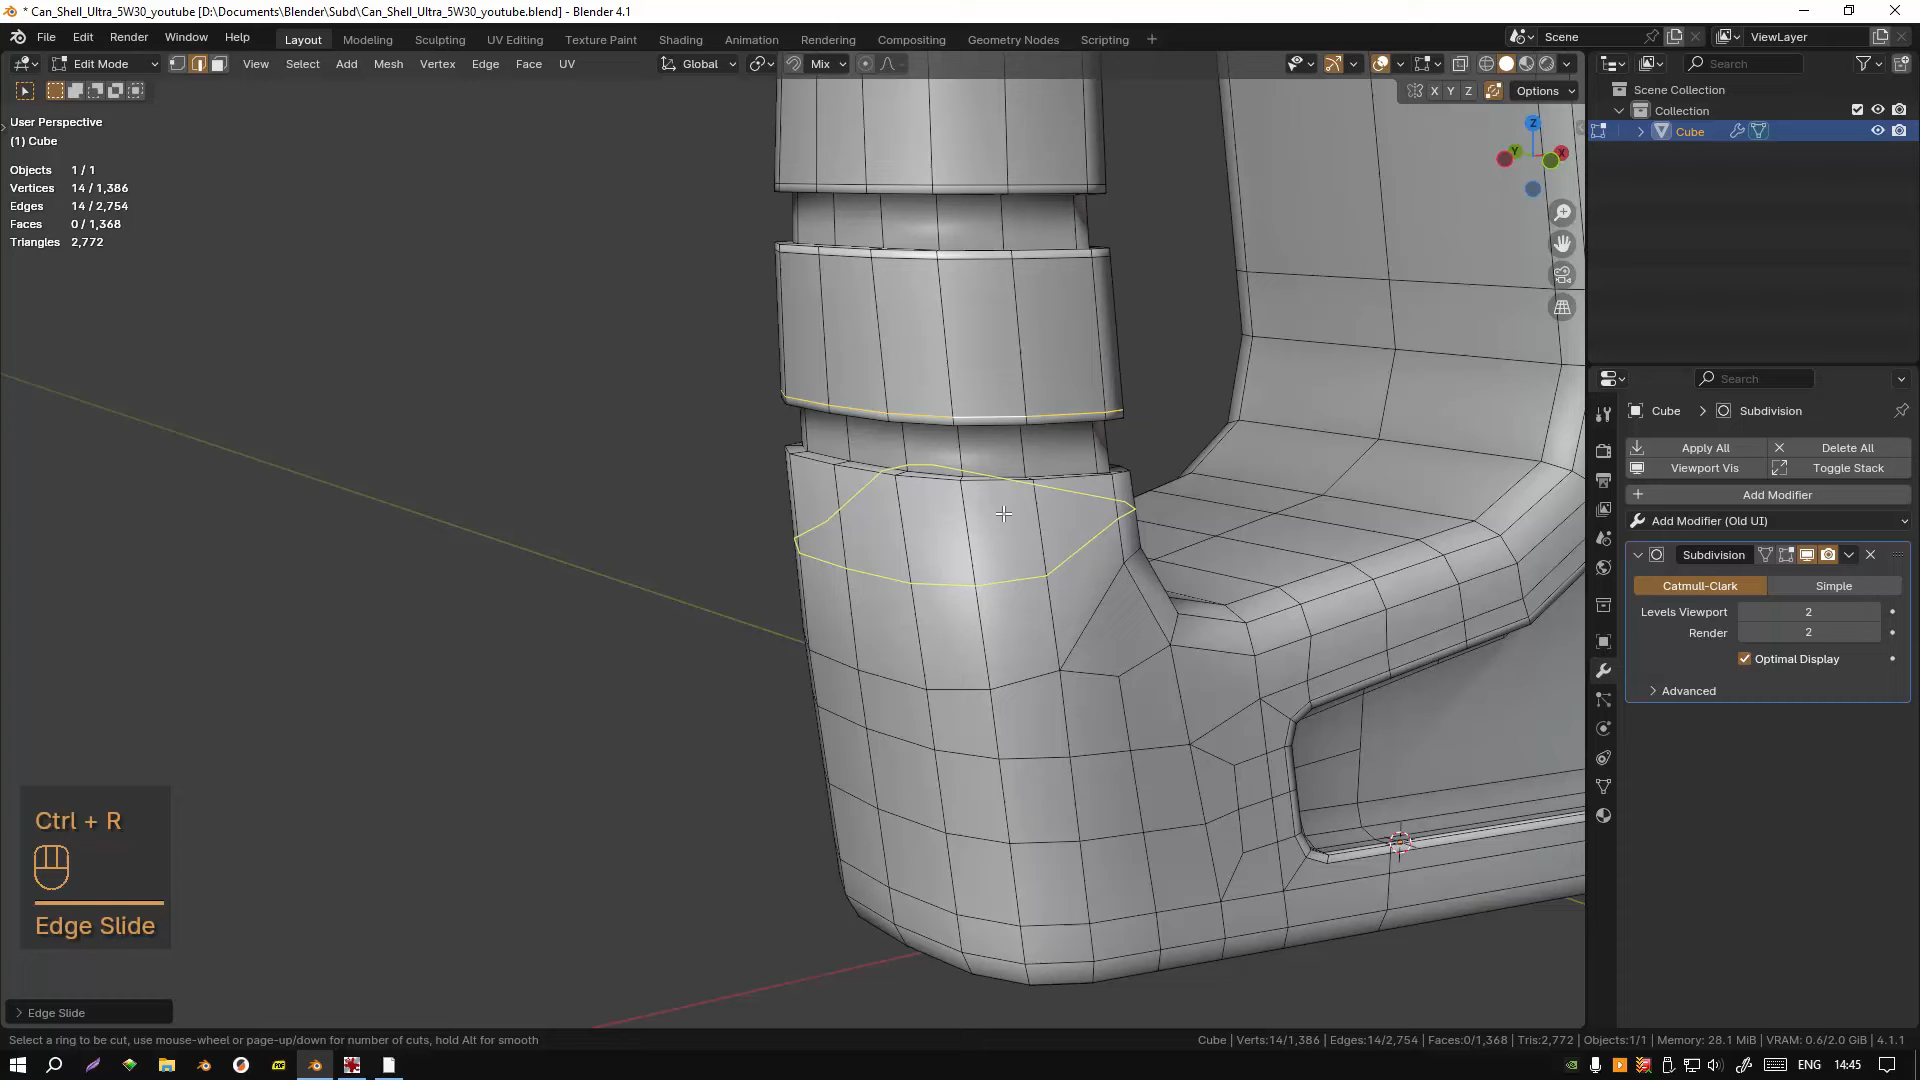 * Can_Shell_Ultra_5W30_youtube [D:\Documents\Blender\Subd\Can_Shell_Ultra_5W30_youtube.blend] - Blender 4.1
File Edit Render Window Help Layout Modeling Sculpting UV Editing Texture Paint Shading Animation Rendering Compositing Geometry Nodes Scripting + Scene ViewLayer
Edit Mode View Select Add Mesh Vertex Edge Face UV Global Mix Search
X Y Z Options
Scene Collection
Collection
Cube
User Perspective
(1) Cube
Objects 1 / 1
Vertices 14 / 1,386
Edges 14 / 2,754
Faces 0 / 1,368
Triangles 2,772
Z
Y
X
Search
Cube > Subdivision
Apply All Delete All
Viewport Vis Toggle Stack
Add Modifier
Add Modifier (Old UI)
Subdivision
Catmull-Clark Simple
Levels Viewport 2
Render 2
Optimal Display
Advanced
Ctrl + R
Edge Slide
Edge Slide
Select a ring to be cut, use mouse-wheel or page-up/down for number of cuts, hold Alt for smooth
Cube | Verts:14/1,386 | Edges:14/2,754 | Faces:0/1,368 | Tris:2,772 | Objects:1/1 | Memory: 28.1 MiB | VRAM: 0.6/2.0 GiB | 4.1.1
ENG 14:45